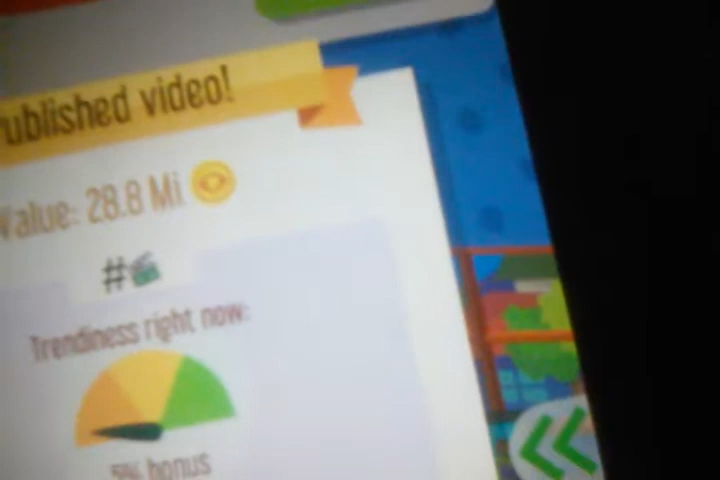 ublished video!
Value: 28.8 Mi
#🎬
Trendiness right now:
5% bonus